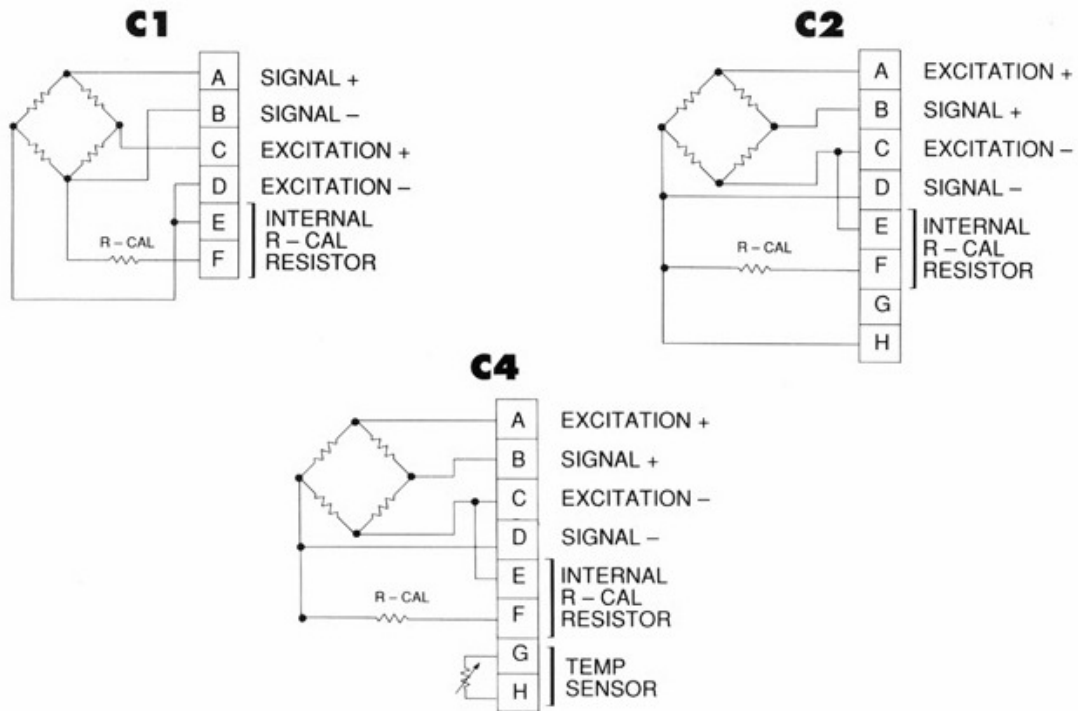 C1
A SIGNAL +
B SIGNAL –
C EXCITATION +
D EXCITATION –
E INTERNAL
R – CAL
F RESISTOR
R – CAL
C2
A EXCITATION +
B SIGNAL +
C EXCITATION –
D SIGNAL –
E INTERNAL
R – CAL
F RESISTOR
R – CAL
G
H
C4
A EXCITATION +
B SIGNAL +
C EXCITATION –
D SIGNAL –
E INTERNAL
R – CAL
F RESISTOR
R – CAL
G TEMP
H SENSOR